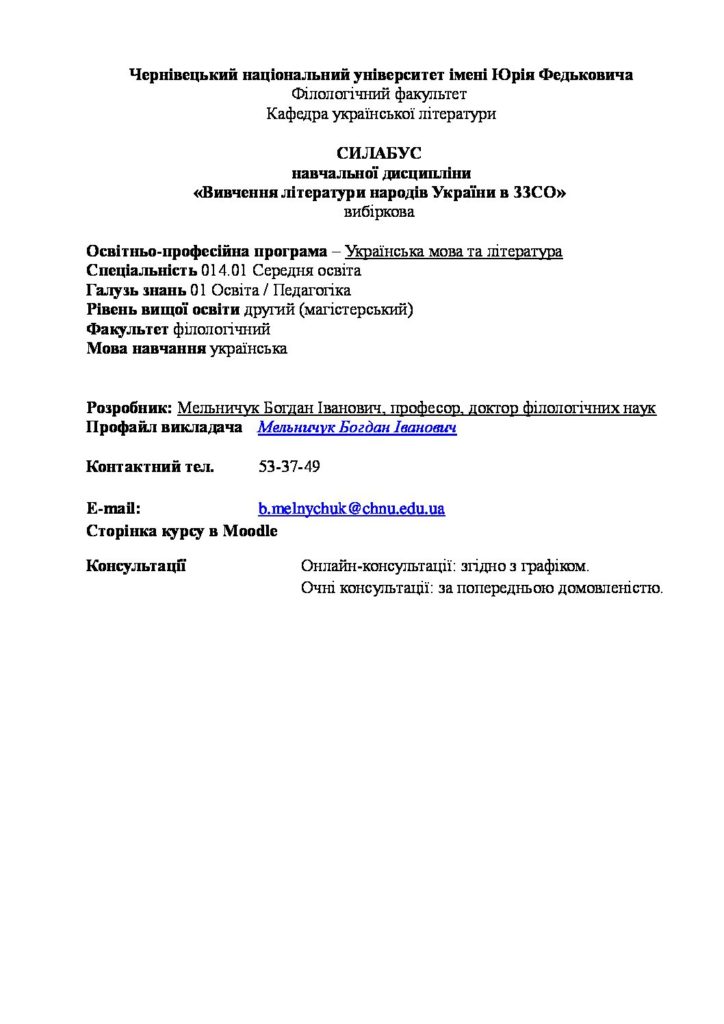 Чернівецький національний університет імені Юрія Федьковича
Філологічний факультет
Кафедра української літератури
СИЛАБУС
навчальної дисципліни
«Вивчення літератури народів України в ЗЗСО»
вибіркова
Освітньо-професійна програма – Українська мова та література
Спеціальність 014.01 Середня освіта
Галузь знань 01 Освіта / Педагогіка
Рівень вищої освіти другий (магістерський)
Факультет філологічний
Мова навчання українська
Розробник: Мельничук Богдан Іванович, професор, доктор філологічних наук
Профайл викладача Мельничук Богдан Іванович
Контактний тел. 53-37-49
E-mail: b.melnychuk@chnu.edu.ua
Сторінка курсу в Moodle
Консультації Онлайн-консультації: згідно з графіком.
Очні консультації: за попередньою домовленістю.